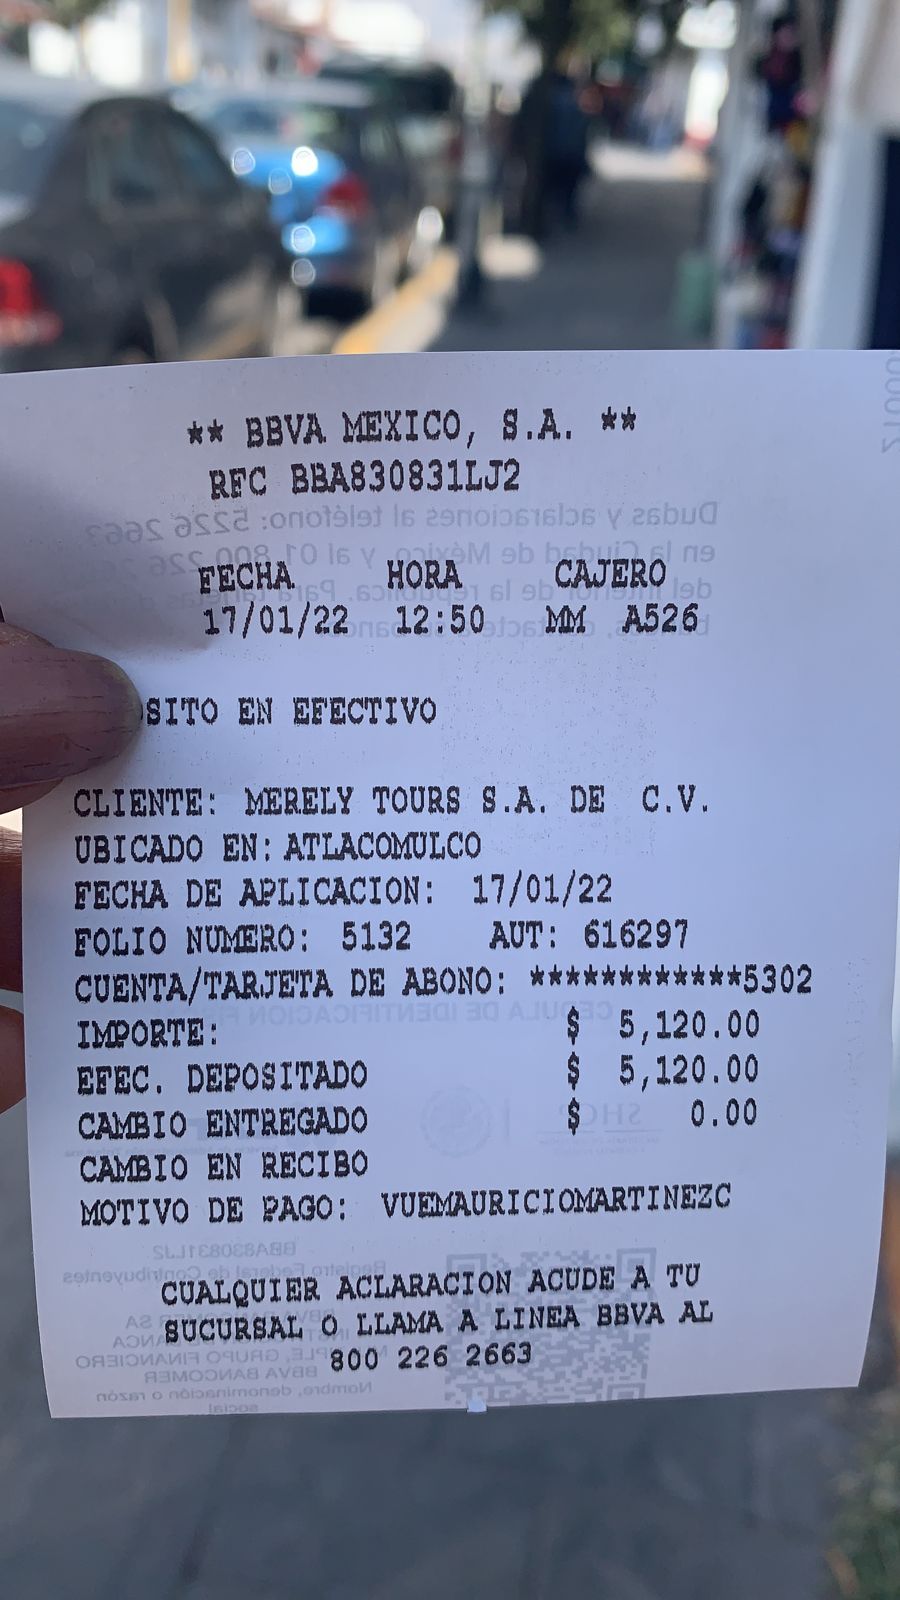 ** BBVA MEXICO, S.A. **
RFC BBA830831LJ2
FECHA HORA CAJERO
17/01/22 12:50 MM A526
SITO EN EFECTIVO
CLIENTE: MERELY TOURS S.A. DE C.V.
UBICADO EN: ATLACOMULCO
FECHA DE APLICACION: 17/01/22
FOLIO NUMERO: 5132 AUT: 616297
CUENTA/TARJETA DE ABONO: ************5302
IMPORTE: $ 5,120.00
EFEC. DEPOSITADO $ 5,120.00
CAMBIO ENTREGADO $ 0.00
CAMBIO EN RECIBO
MOTIVO DE PAGO: VUEMAURICIOMARTINEZC
CUALQUIER ACLARACION ACUDE A TU
SUCURSAL O LLAMA A LINEA BBVA AL
800 226 2663